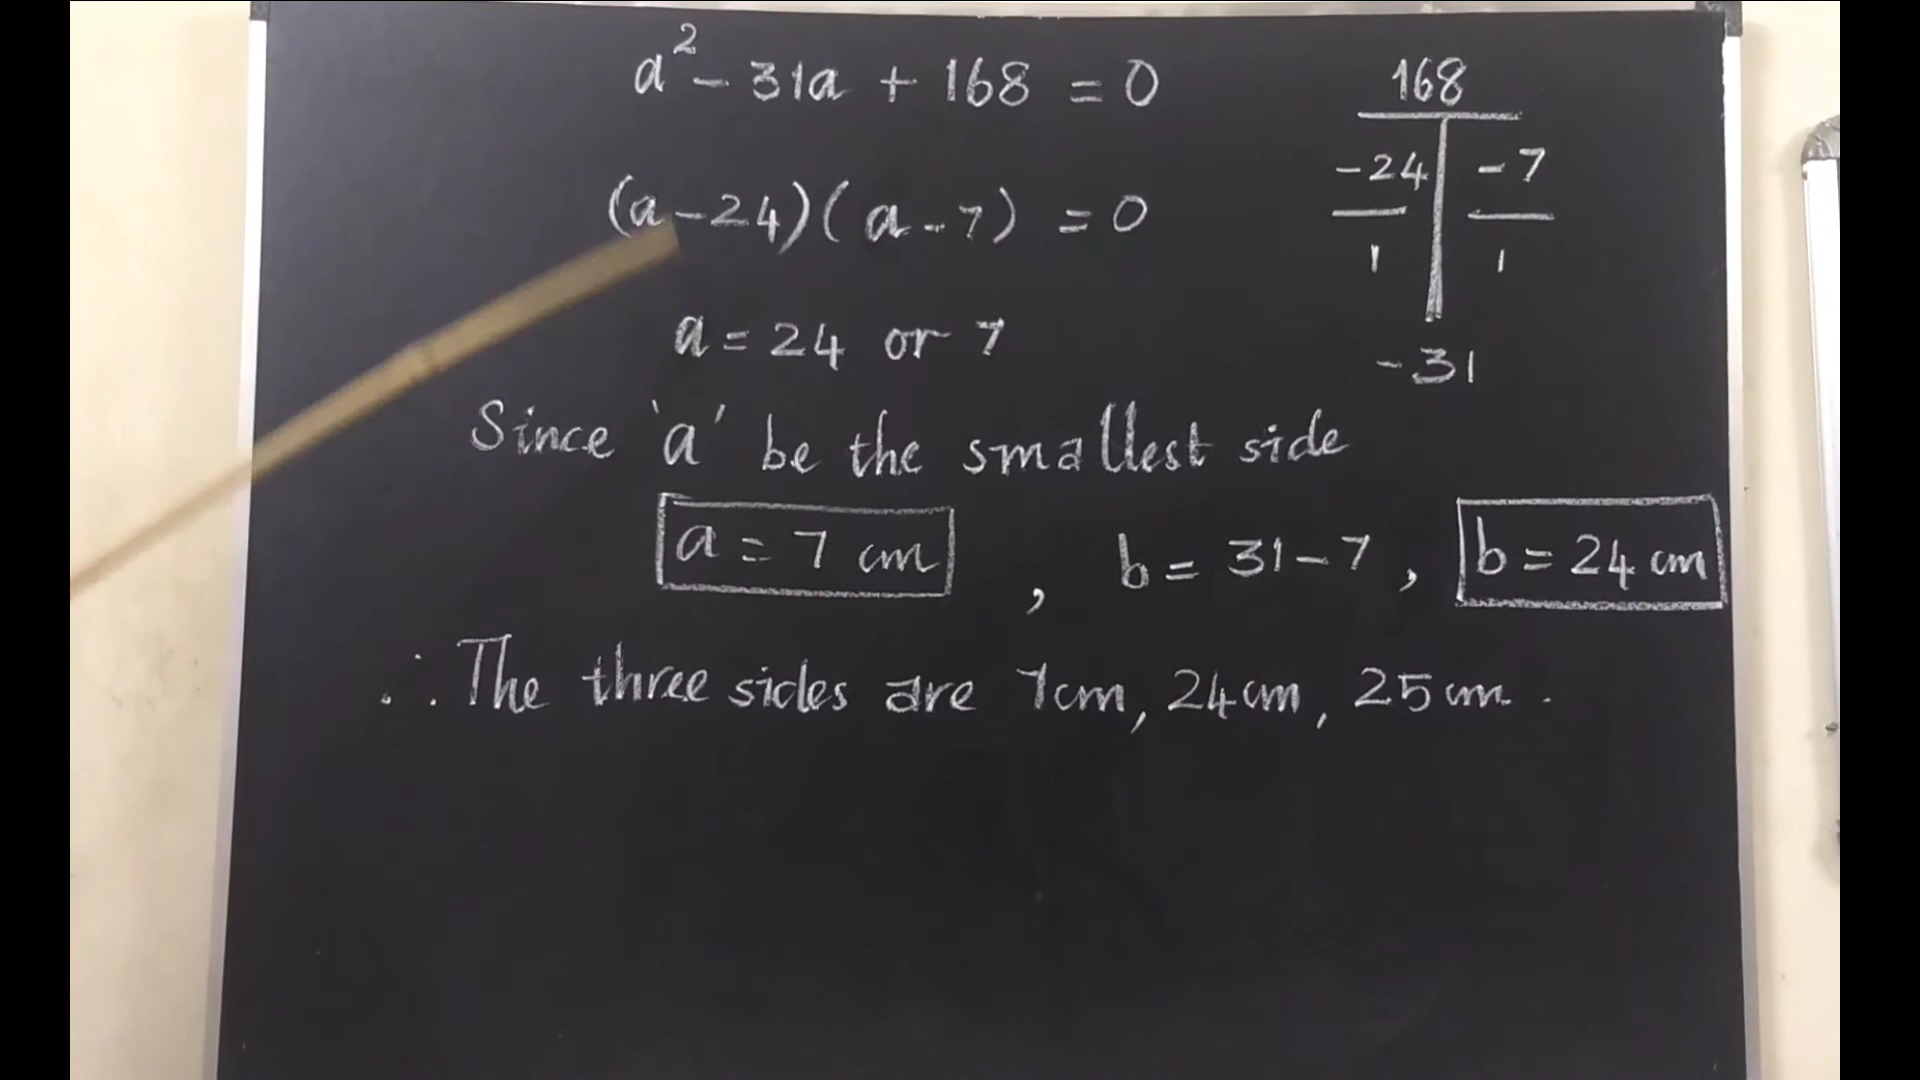 a² - 31a + 168 = 0
(a - 24)(a - 7) = 0
a = 24 or 7
168
-24 | -7
1 | 1
-31
Since 'a' be the smallest side
a = 7 cm , b = 31 - 7 , b = 24 cm
∴ The three sides are 7cm, 24cm, 25cm.